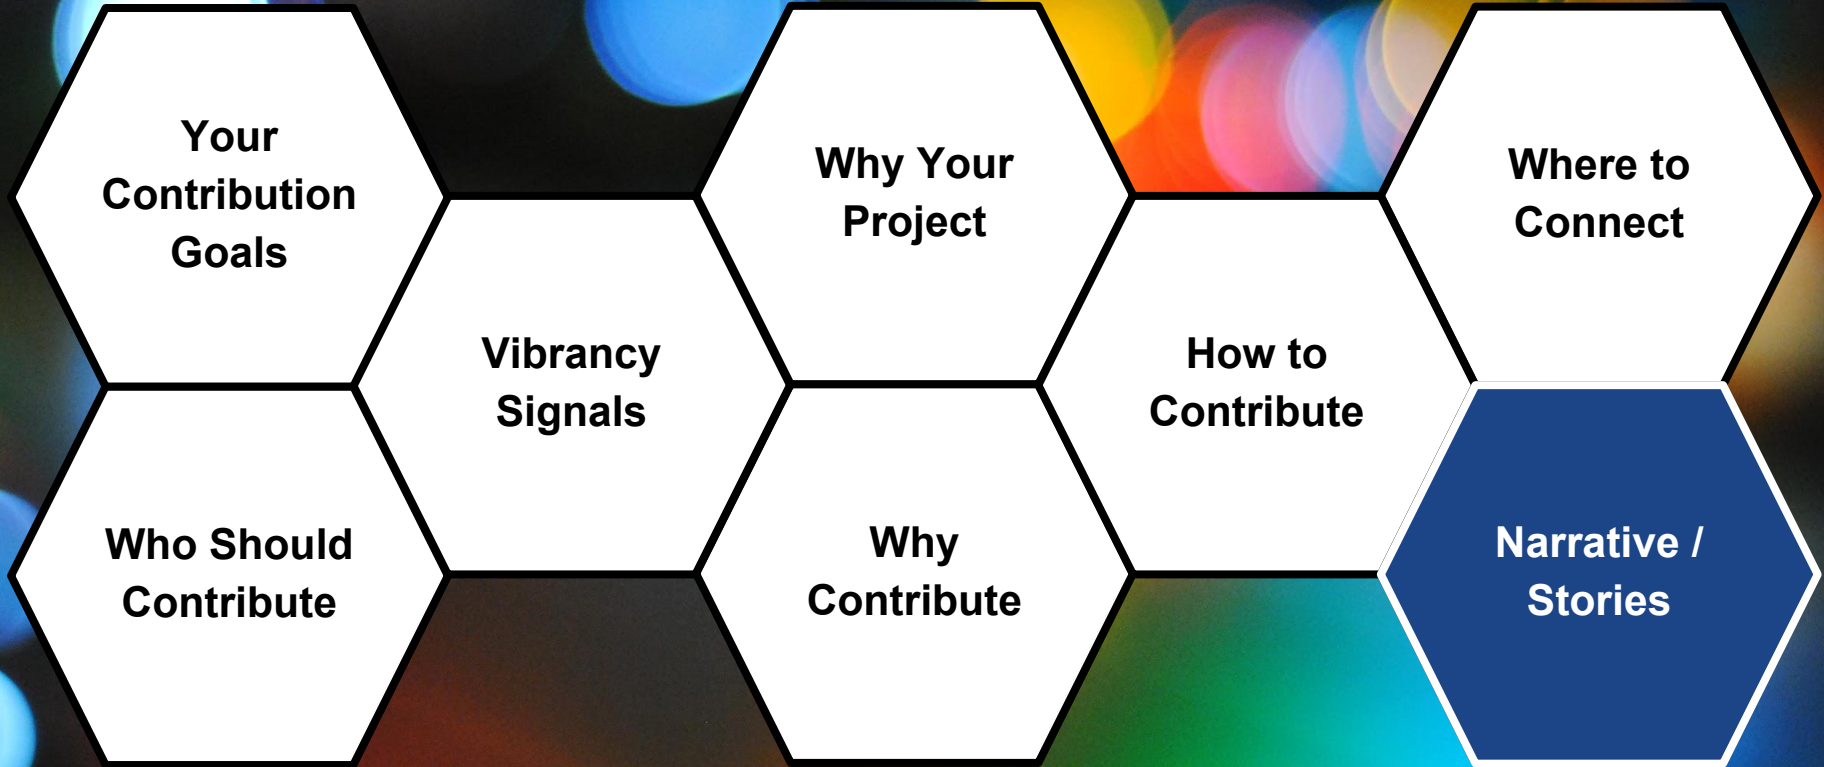 Your
Contribution
Goals
Why Your
Project
Where to
Connect
Vibrancy
Signals
How to
Contribute
Who Should
Contribute
Why
Contribute
Narrative /
Stories